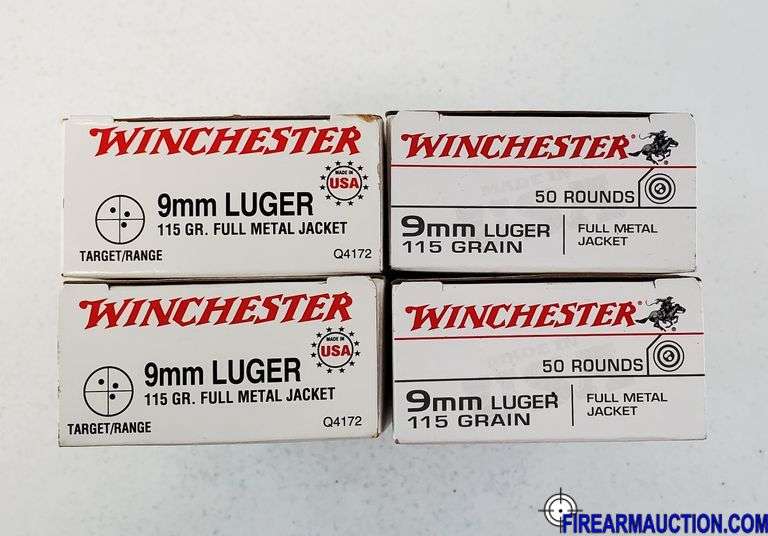 WINCHESTER
MADE IN
USA
9mm LUGER
115 GR. FULL METAL JACKET
TARGET/RANGE
Q4172
WINCHESTER®
50 ROUNDS
9mm LUGER
115 GRAIN
FULL METAL
JACKET
WINCHESTER
MADE IN
USA
9mm LUGER
115 GR. FULL METAL JACKET
TARGET/RANGE
Q4172
WINCHESTER®
50 ROUNDS
9mm LUGER
115 GRAIN
FULL METAL
JACKET
FIREARMAUCTION.COM